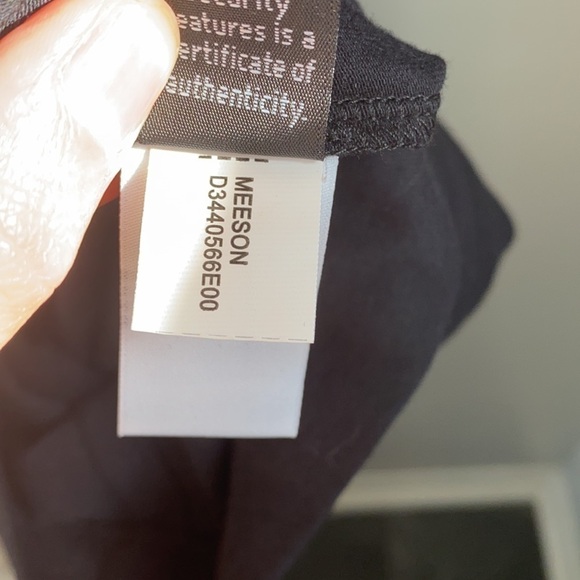 features is a
certificate of
authenticity.
MEESON
D3440566E00